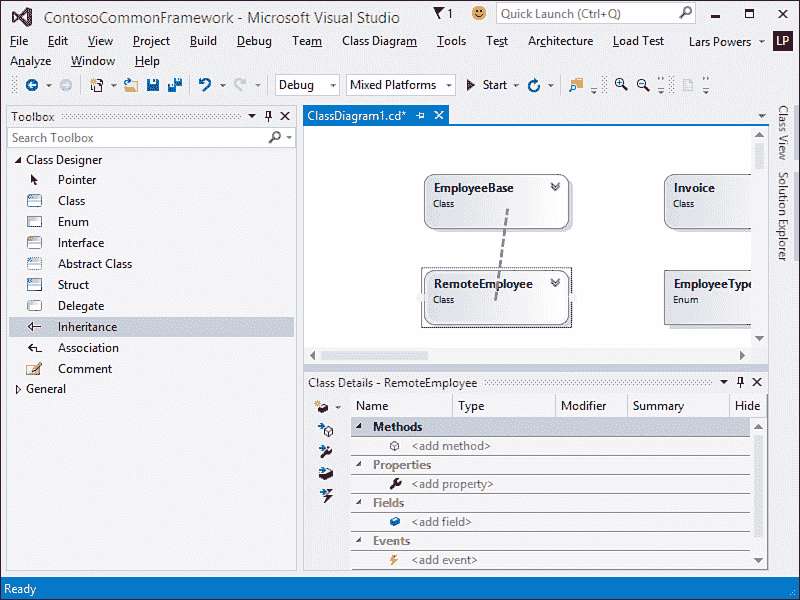 ContosoCommonFramework - Microsoft Visual Studio
1
Quick Launch (Ctrl+Q)
File Edit View Project Build Debug Team Class Diagram Tools Test Architecture Load Test Lars Powers LP
Analyze Window Help
Debug Mixed Platforms Start
Toolbox
Search Toolbox
Class Designer
Pointer
Class
Enum
Interface
Abstract Class
Struct
Delegate
Inheritance
Association
Comment
General
ClassDiagram1.cd*
EmployeeBase
Class
Invoice
Class
RemoteEmployee
Class
EmployeeType
Enum
Class Details - RemoteEmployee
Name Type Modifier Summary Hide
Methods
<add method>
Properties
<add property>
Fields
<add field>
Events
<add event>
Class View
Solution Explorer
Ready